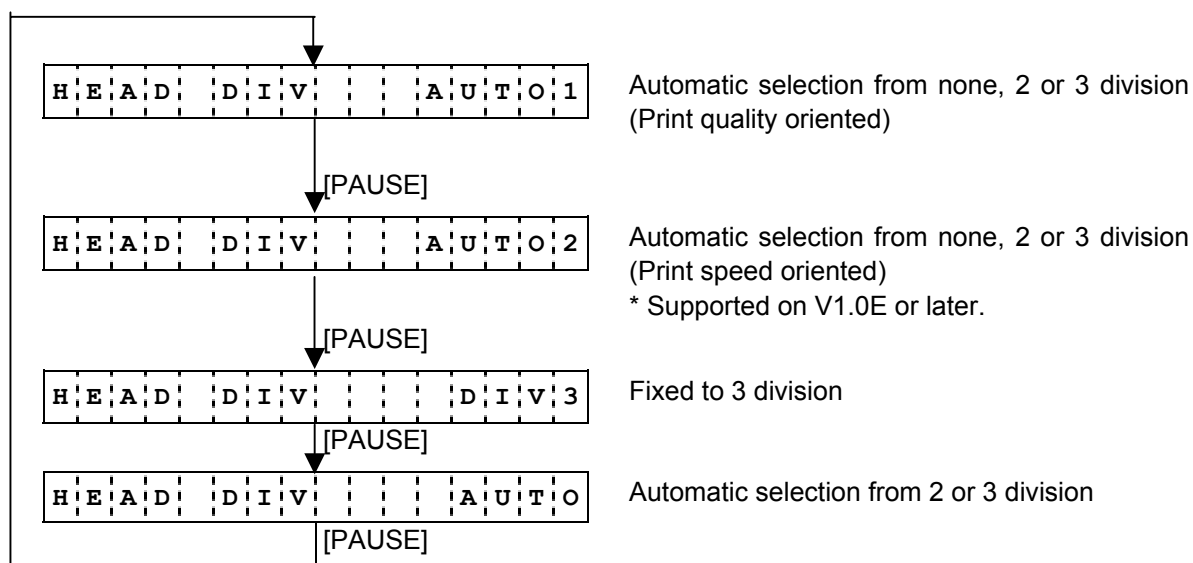 HEAD DIV AUTO1
Automatic selection from none, 2 or 3 division
(Print quality oriented)
[PAUSE]
HEAD DIV AUTO2
Automatic selection from none, 2 or 3 division
(Print speed oriented)
* Supported on V1.0E or later.
[PAUSE]
HEAD DIV DIV3
Fixed to 3 division
[PAUSE]
HEAD DIV AUTO
Automatic selection from 2 or 3 division
[PAUSE]